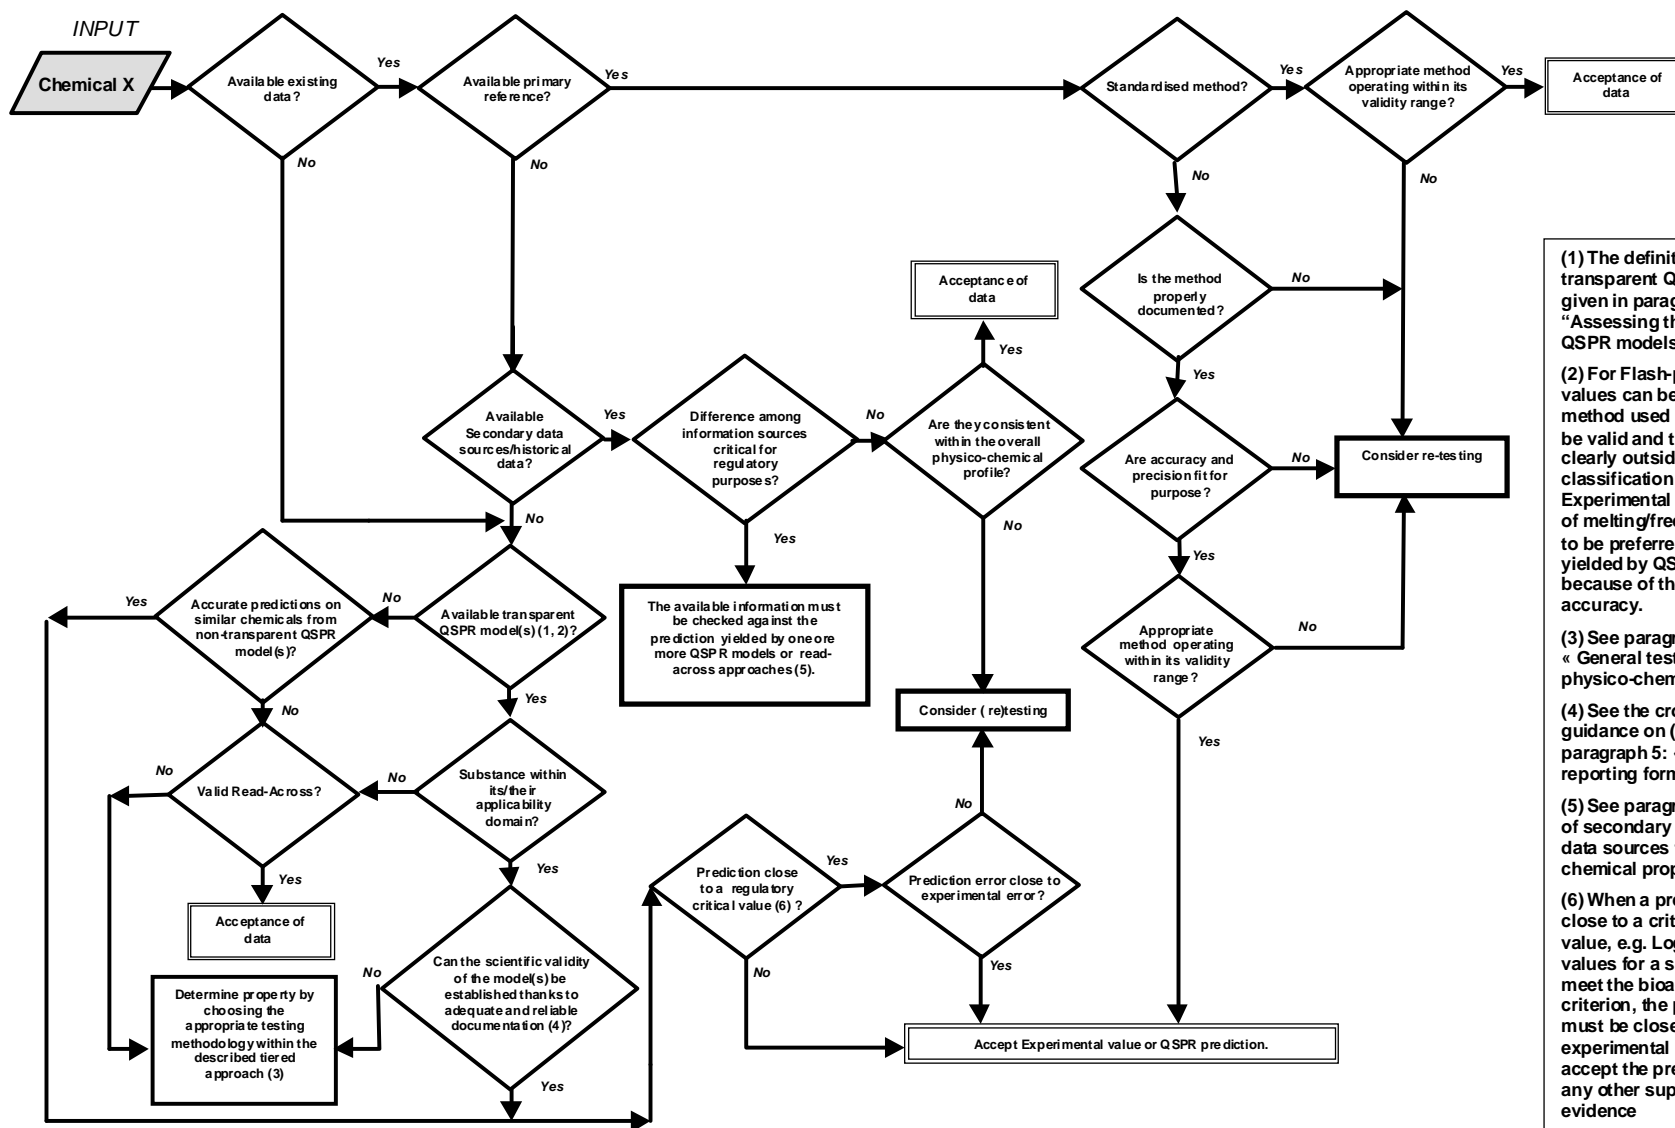 INPUT
Chemical X
Available existing
data?
Yes
No
Available primary
reference?
Yes
No
Standardised method?
Yes
No
Appropriate method
operating within its
validity range?
Yes
No
Acceptance of
data
Is the method
properly
documented?
No
Yes
Acceptance of
data
Yes
Available
Secondary data
sources/historical
data?
Yes
No
Difference among
information sources
critical for
regulatory
purposes?
No
Yes
Are they consistent
within the overall
physico-chemical
profile?
No
Are accuracy and
precision fit for
purpose?
No
Yes
Consider re-testing
Accurate predictions on
similar chemicals from
non-transparent QSPR
model(s)?
Yes
No
Available transparent
QSPR model(s) (1, 2)?
No
Yes
The available information must
be checked against the
prediction yielded by one ore
more QSPR models or read-
across approaches (5).
Appropriate
method operating
within its validity
range?
No
Yes
Consider ( re)testing
Valid Read-Across?
No
Yes
Substance within
its/their
applicability
domain?
No
Yes
Acceptance of
data
Prediction close
to a regulatory
critical value (6) ?
Yes
No
Prediction error close to
experimental error?
No
Yes
Can the scientific validity
of the model(s) be
established thanks to
adequate and reliable
documentation (4)?
No
Yes
Determine property by
choosing the
appropriate testing
methodology within the
described tiered
approach (3)
Accept Experimental value or QSPR prediction.
(1) The definit
transparent Q
given in parag
“Assessing th
QSPR models
(2) For Flash-p
values can be
method used
be valid and t
clearly outsid
classification
Experimental
of melting/free
to be preferre
yielded by QS
because of th
accuracy.
(3) See paragr
« General test
physico-chem
(4) See the cro
guidance on (
paragraph 5:
reporting form
(5) See paragr
of secondary
data sources
chemical prop
(6) When a pre
close to a crit
value, e.g. Log
values for a s
meet the bioa
criterion, the p
must be close
experimental
accept the pre
any other sup
evidence